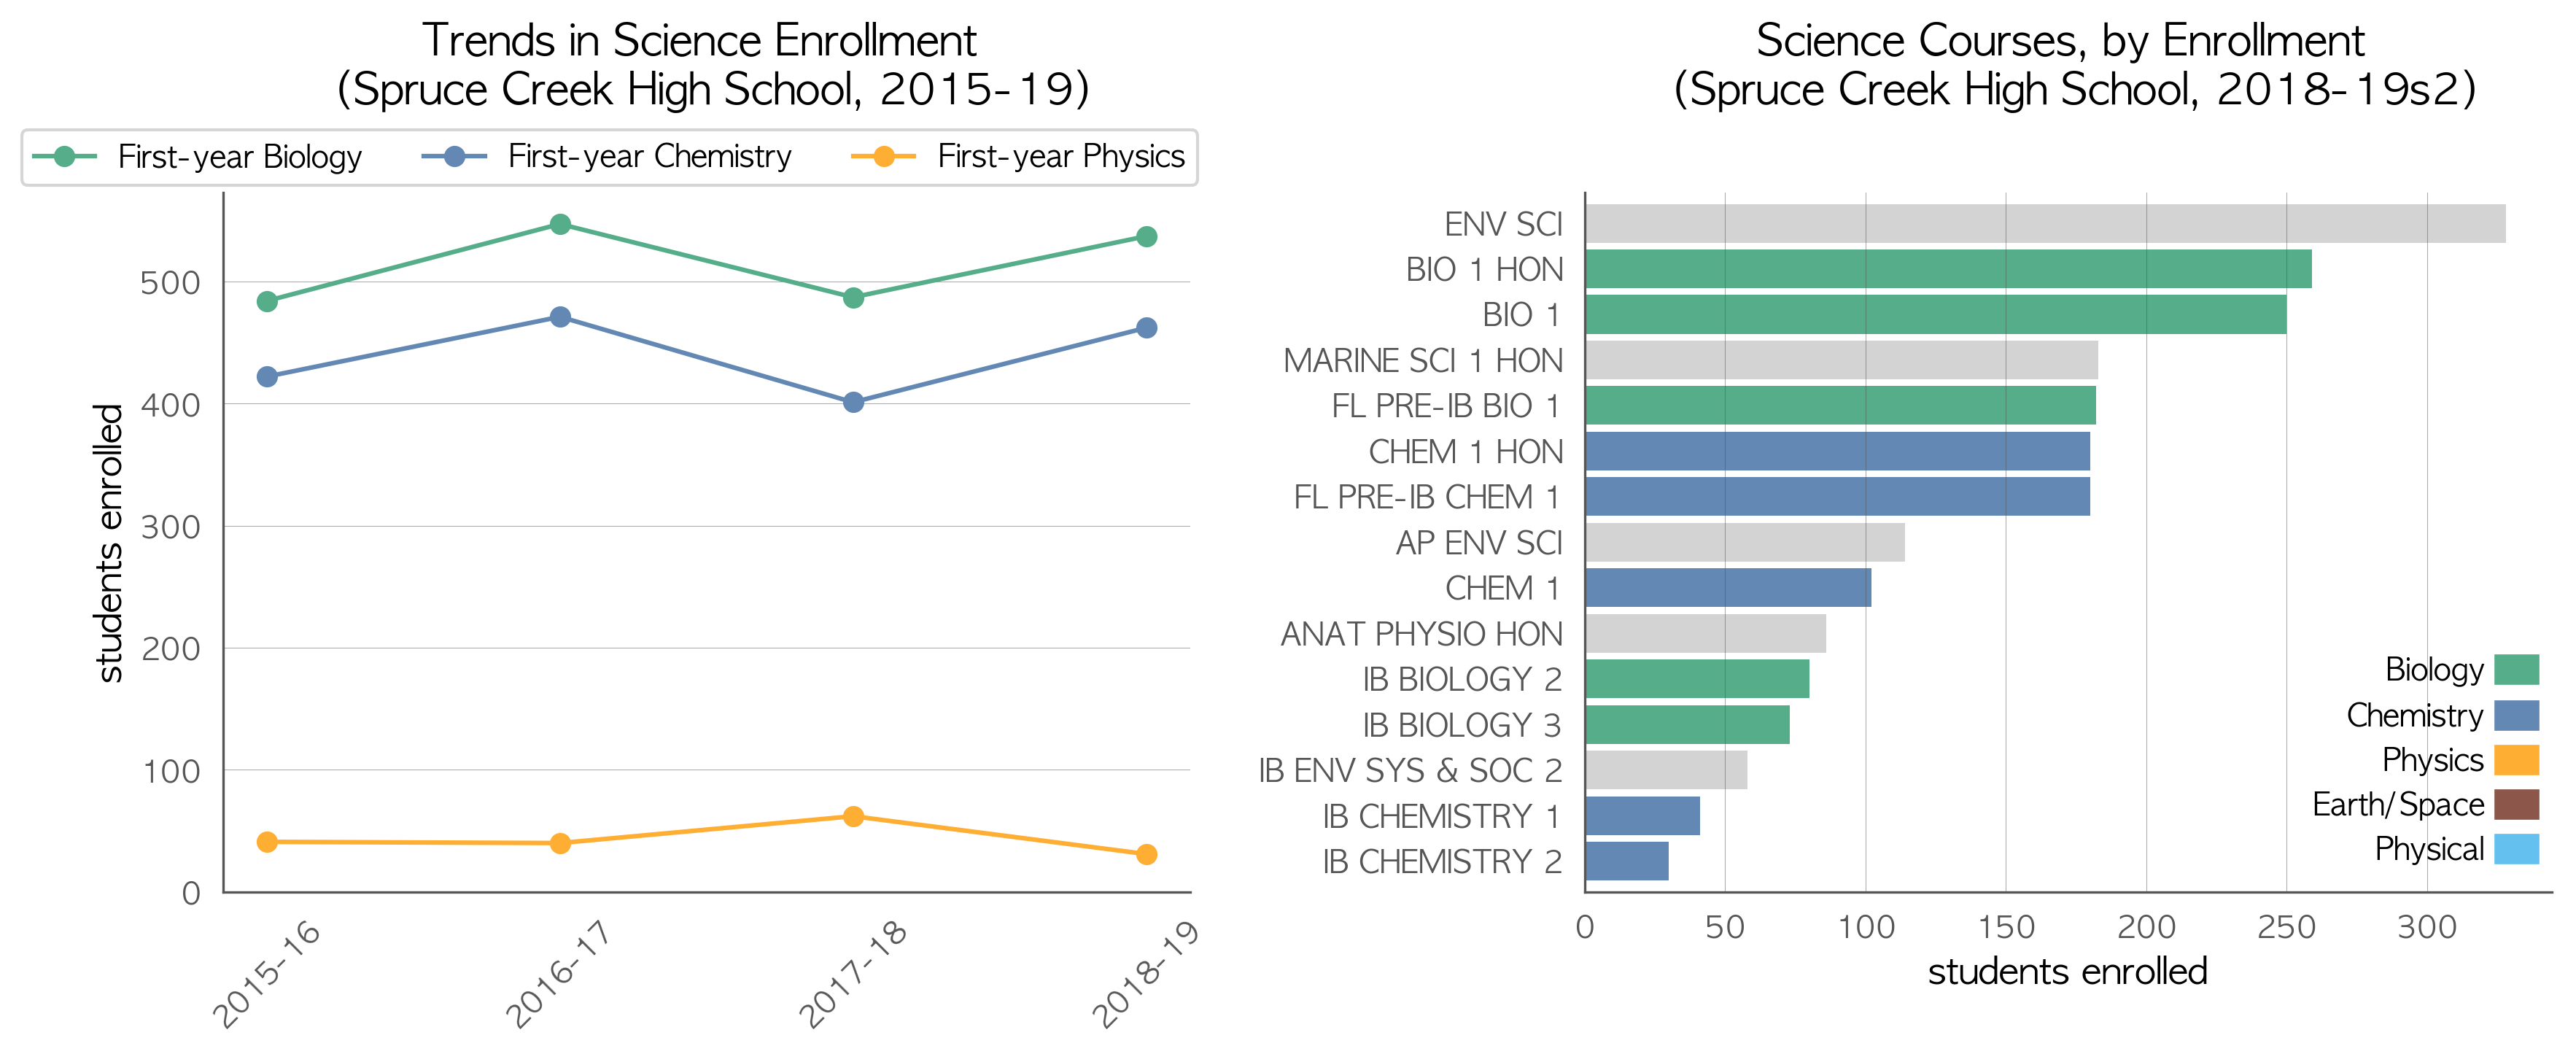 Trends in Science Enrollment
(Spruce Creek High School, 2015-19)
First-year Biology
First-year Chemistry
First-year Physics
500
400
300
200
100
0
students enrolled
2015-16
2016-17
2017-18
2018-19
Science Courses, by Enrollment
(Spruce Creek High School, 2018-19s2)
ENV SCI
BIO 1 HON
BIO 1
MARINE SCI 1 HON
FL PRE-IB BIO 1
CHEM 1 HON
FL PRE-IB CHEM 1
AP ENV SCI
CHEM 1
ANAT PHYSIO HON
IB BIOLOGY 2
IB BIOLOGY 3
IB ENV SYS & SOC 2
IB CHEMISTRY 1
IB CHEMISTRY 2
Biology
Chemistry
Physics
Earth/Space
Physical
0 50 100 150 200 250 300
students enrolled